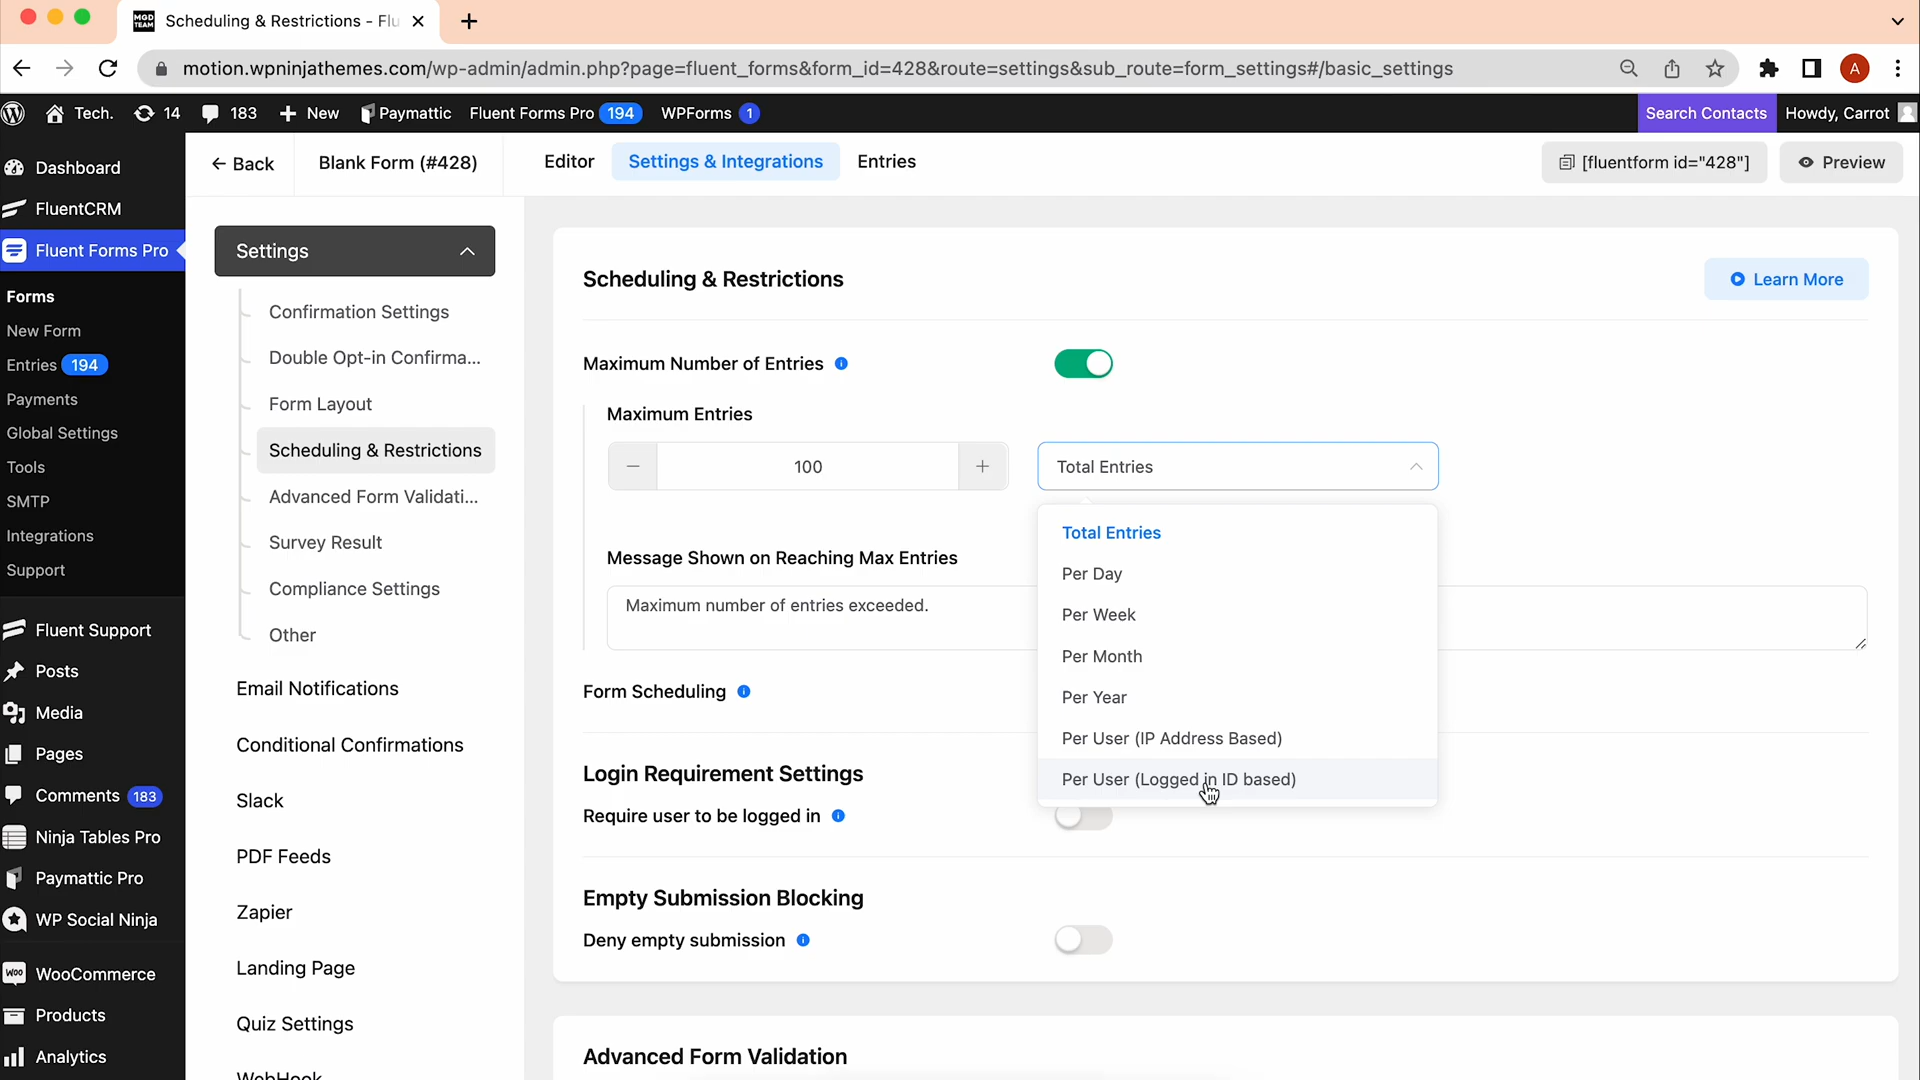 MGD
TEAM
Scheduling & Restrictions - Flu
motion.wpninjathemes.com/wp-admin/admin.php?page=fluent_forms&form_id=428&route=settings&sub_route=form_settings#/basic_settings
A
Tech.
14
183
New
Paymattic
Fluent Forms Pro 194
WPForms 1
Search Contacts
Howdy, Carrot
Dashboard
FluentCRM
Fluent Forms Pro
Forms
New Form
Entries 194
Payments
Global Settings
Tools
SMTP
Integrations
Support
Fluent Support
Posts
Media
Pages
Comments 183
Ninja Tables Pro
Paymattic Pro
WP Social Ninja
WOO WooCommerce
Products
Analytics
Back
Blank Form (#428)
Editor
Settings & Integrations
Entries
[fluentform id="428"]
Preview
Settings
Confirmation Settings
Double Opt-in Confirma...
Form Layout
Scheduling & Restrictions
Advanced Form Validati...
Survey Result
Compliance Settings
Other
Email Notifications
Conditional Confirmations
Slack
PDF Feeds
Zapier
Landing Page
Quiz Settings
WebHook
Scheduling & Restrictions
Learn More
Maximum Number of Entries
Maximum Entries
100
Total Entries
Total Entries
Per Day
Per Week
Per Month
Per Year
Per User (IP Address Based)
Per User (Logged in ID based)
Message Shown on Reaching Max Entries
Maximum number of entries exceeded.
Form Scheduling
Login Requirement Settings
Require user to be logged in
Empty Submission Blocking
Deny empty submission
Advanced Form Validation